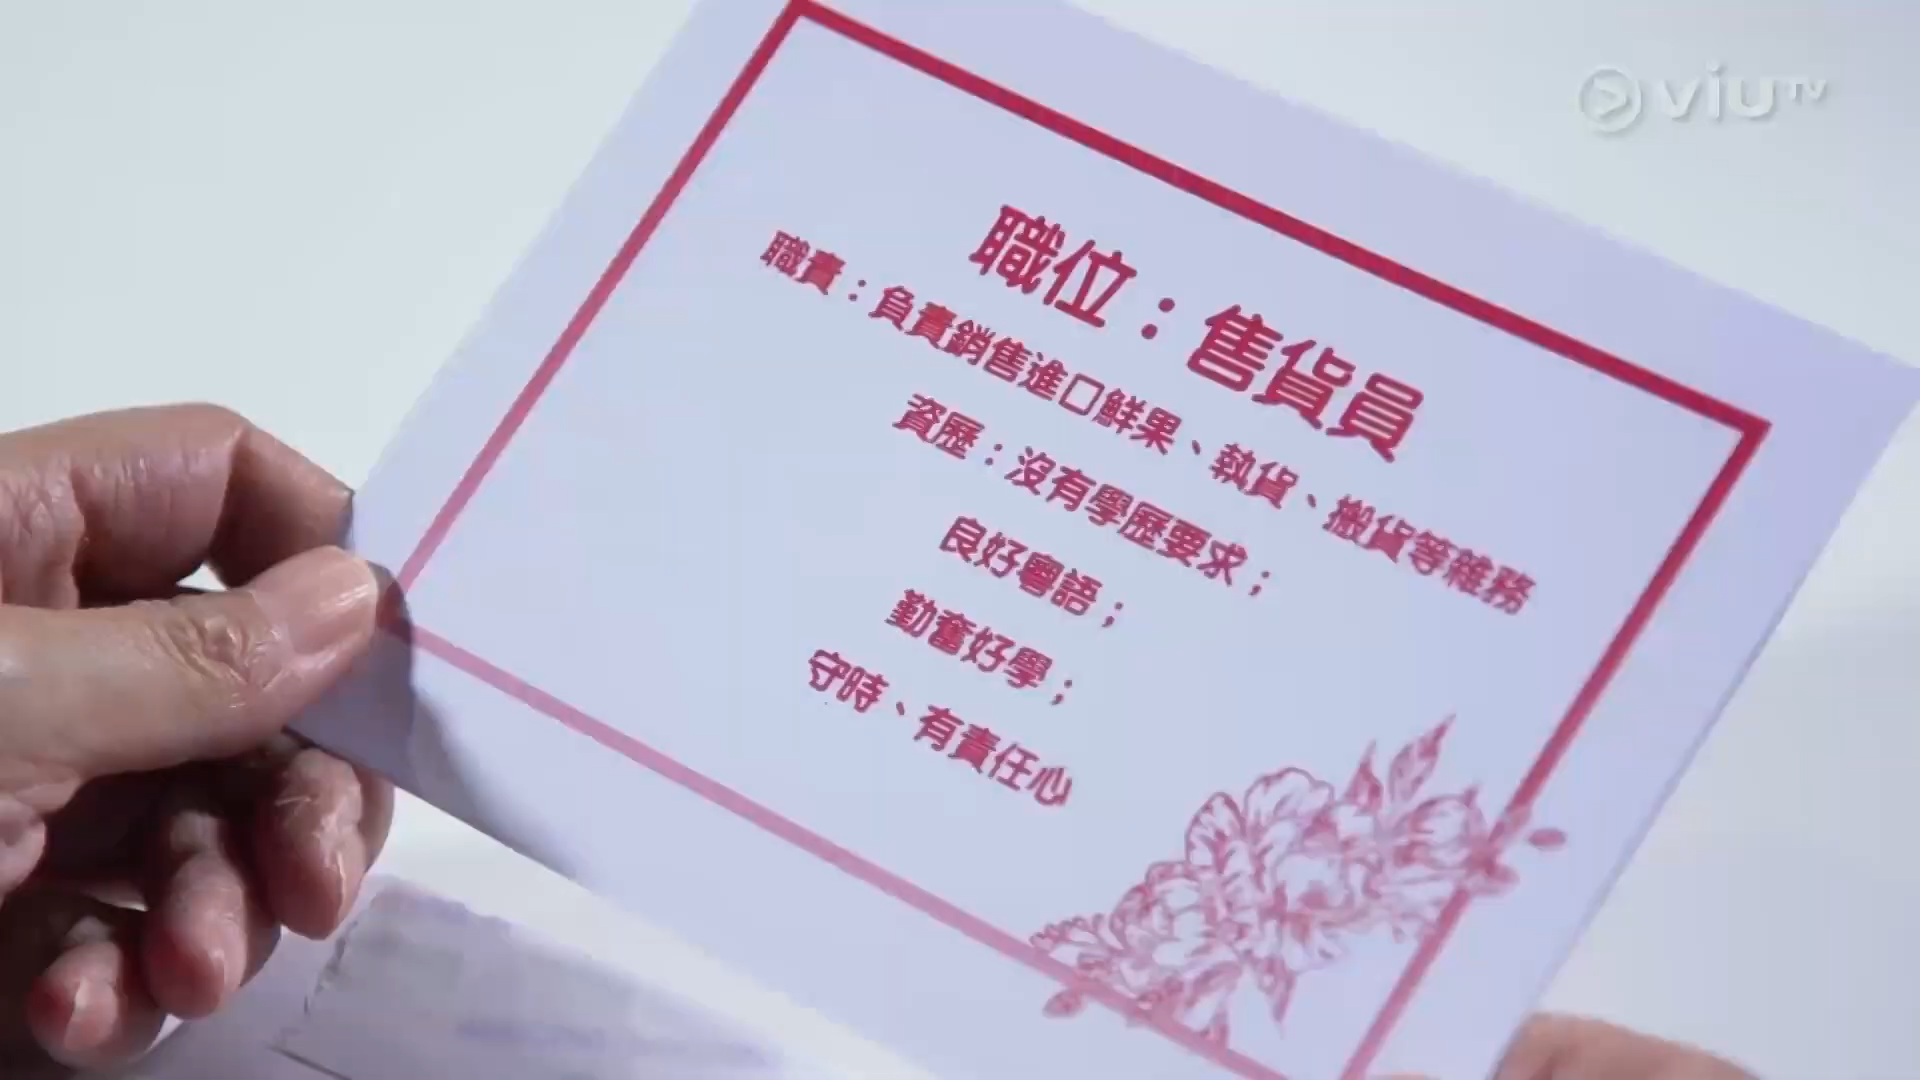 viuTV
職位：售貨員
職責：負責銷售進口鮮果、執貨、搬貨等雜務
資歷：沒有學歷要求；
良好粵語；
勤奮好學；
守時、有責任心